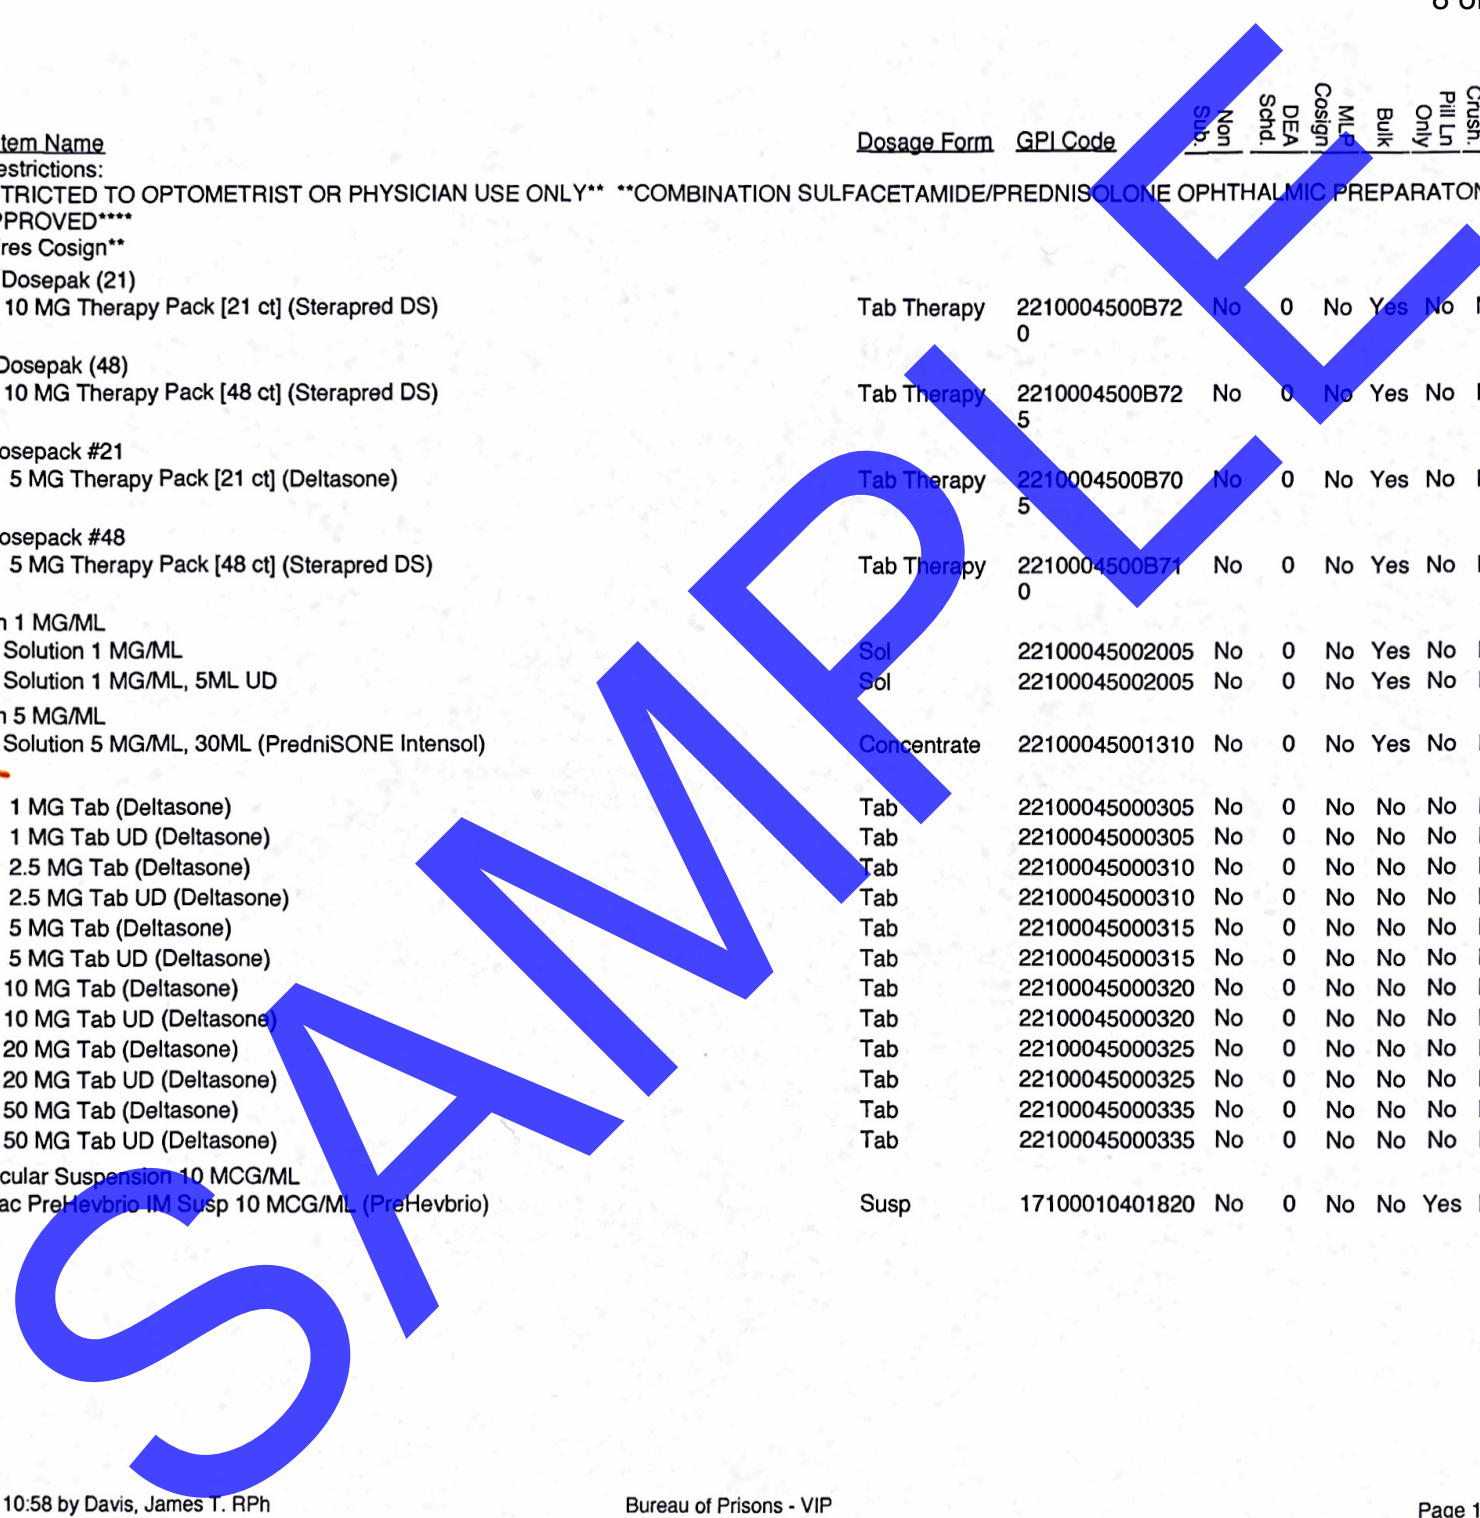 Item Name Dosage Form GPI Code Non Sub. DEA Schd. MLP Cosign Bulk Pill Ln Only Crush.
estrictions:
TRICTED TO OPTOMETRIST OR PHYSICIAN USE ONLY** **COMBINATION SULFACETAMIDE/PREDNISOLONE OPHTHALMIC PREPARATON
PPROVED****
res Cosign**
Dosepak (21)
10 MG Therapy Pack [21 ct] (Sterapred DS) Tab Therapy 2210004500B72 No 0 No Yes No
0
Dosepak (48)
10 MG Therapy Pack [48 ct] (Sterapred DS) Tab Therapy 2210004500B72 No 0 No Yes No
5
osepack #21
5 MG Therapy Pack [21 ct] (Deltasone) Tab Therapy 2210004500B70 No 0 No Yes No
5
osepack #48
5 MG Therapy Pack [48 ct] (Sterapred DS) Tab Therapy 2210004500B71 No 0 No Yes No
0
n 1 MG/ML
Solution 1 MG/ML Sol 22100045002005 No 0 No Yes No
Solution 1 MG/ML, 5ML UD Sol 22100045002005 No 0 No Yes No
n 5 MG/ML
Solution 5 MG/ML, 30ML (PredniSONE Intensol) Concentrate 22100045001310 No 0 No Yes No
1 MG Tab (Deltasone) Tab 22100045000305 No 0 No No No
1 MG Tab UD (Deltasone) Tab 22100045000305 No 0 No No No
2.5 MG Tab (Deltasone) Tab 22100045000310 No 0 No No No
2.5 MG Tab UD (Deltasone) Tab 22100045000310 No 0 No No No
5 MG Tab (Deltasone) Tab 22100045000315 No 0 No No No
5 MG Tab UD (Deltasone) Tab 22100045000315 No 0 No No No
10 MG Tab (Deltasone) Tab 22100045000320 No 0 No No No
10 MG Tab UD (Deltasone) Tab 22100045000320 No 0 No No No
20 MG Tab (Deltasone) Tab 22100045000325 No 0 No No No
20 MG Tab UD (Deltasone) Tab 22100045000325 No 0 No No No
50 MG Tab (Deltasone) Tab 22100045000335 No 0 No No No
50 MG Tab UD (Deltasone) Tab 22100045000335 No 0 No No No
cular Suspension 10 MCG/ML
ac PreHevbrio IM Susp 10 MCG/ML (PreHevbrio) Susp 17100010401820 No 0 No No Yes
10:58 by Davis, James T. RPh Bureau of Prisons - VIP Page 1
SAMPLE